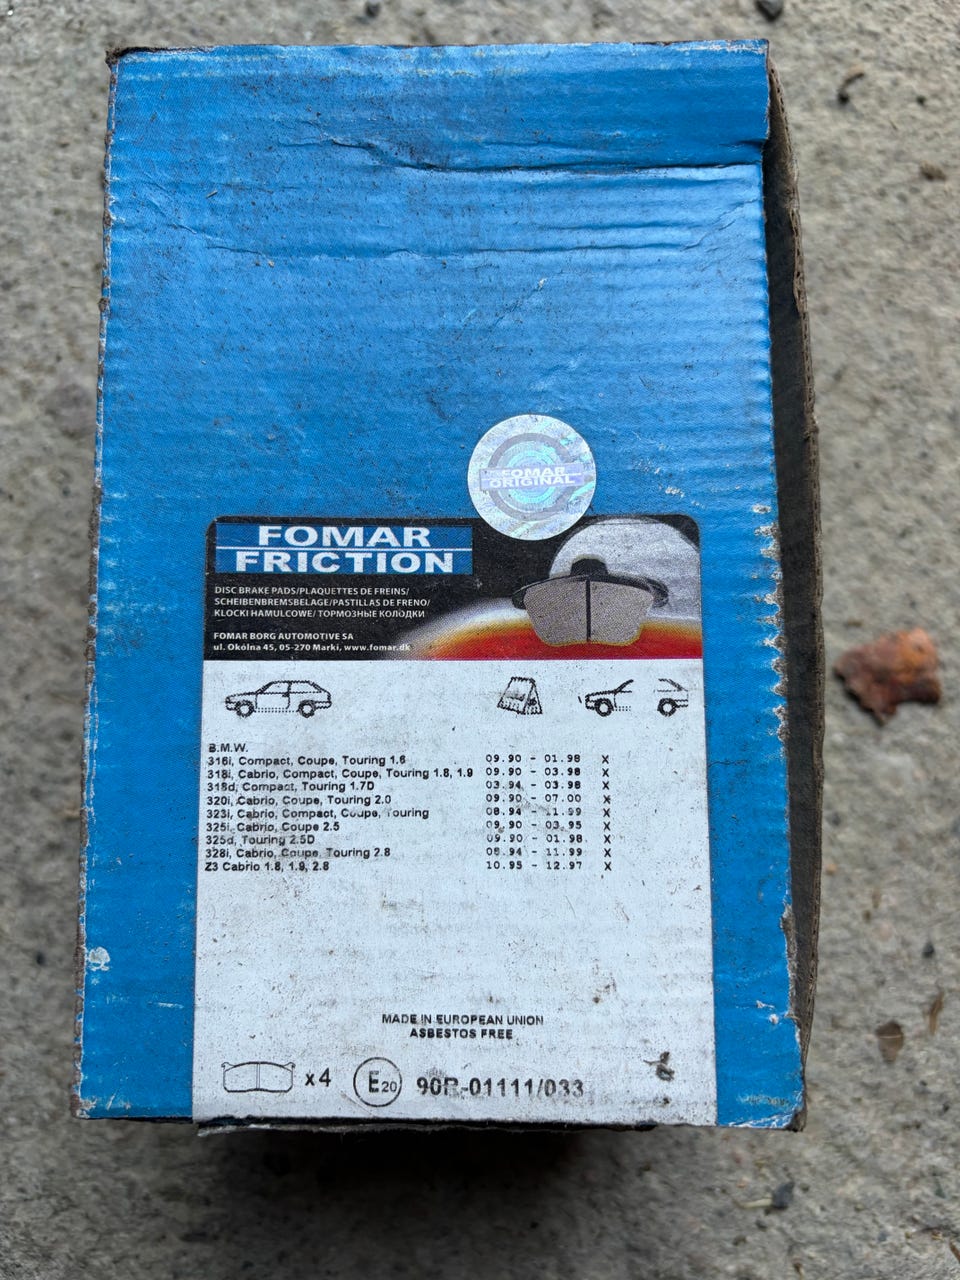 FOMAR
ORIGINAL
FOMAR
FRICTION
DISC BRAKE PADS/PLAQUETTES DE FREINS/
SCHEIBENBREMSBELAGE/PASTILLAS DE FRENO/
KLOCKI HAMULCOWE/ ТОРМОЗНЫЕ КОЛОДКИ
FOMAR BORG AUTOMOTIVE SA
ul. Okólna 45, 05-270 Marki, www.fomar.dk
B.M.W.
316i, Compact, Coupe, Touring 1.6 09.90 - 01.98 X
318i, Cabrio, Compact, Coupe, Touring 1.8, 1.9 09.90 - 03.98 X
318d, Compact, Touring 1.7D 03.94 - 03.98 X
320i, Cabrio, Coupe, Touring 2.0 09.90 - 07.00 X
323i, Cabrio, Compact, Coupe, Touring 08.94 - 11.99 X
325i, Cabrio, Coupe 2.5 09.90 - 03.95 X
325d, Touring 2.5D 09.90 - 01.98 X
328i, Cabrio, Coupe, Touring 2.8 08.94 - 11.99 X
Z3 Cabrio 1.8, 1.9, 2.8 10.95 - 12.97 X
MADE IN EUROPEAN UNION
ASBESTOS FREE
x4 E20 90R-01111/033